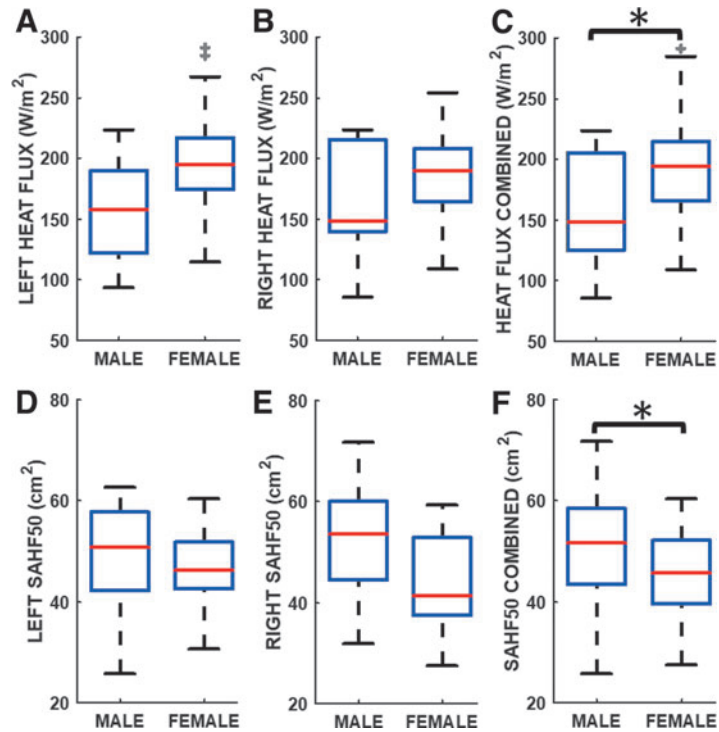 A
LEFT HEAT FLUX (W/m²)
300
250
200
150
100
50
MALE FEMALE
‡
B
RIGHT HEAT FLUX (W/m²)
300
250
200
150
100
50
MALE FEMALE
C
HEAT FLUX COMBINED (W/m²)
300
250
200
150
100
50
MALE FEMALE
*
D
LEFT SAHF50 (cm²)
80
60
40
20
MALE FEMALE
E
RIGHT SAHF50 (cm²)
80
60
40
20
MALE FEMALE
F
SAHF50 COMBINED (cm²)
80
60
40
20
MALE FEMALE
*